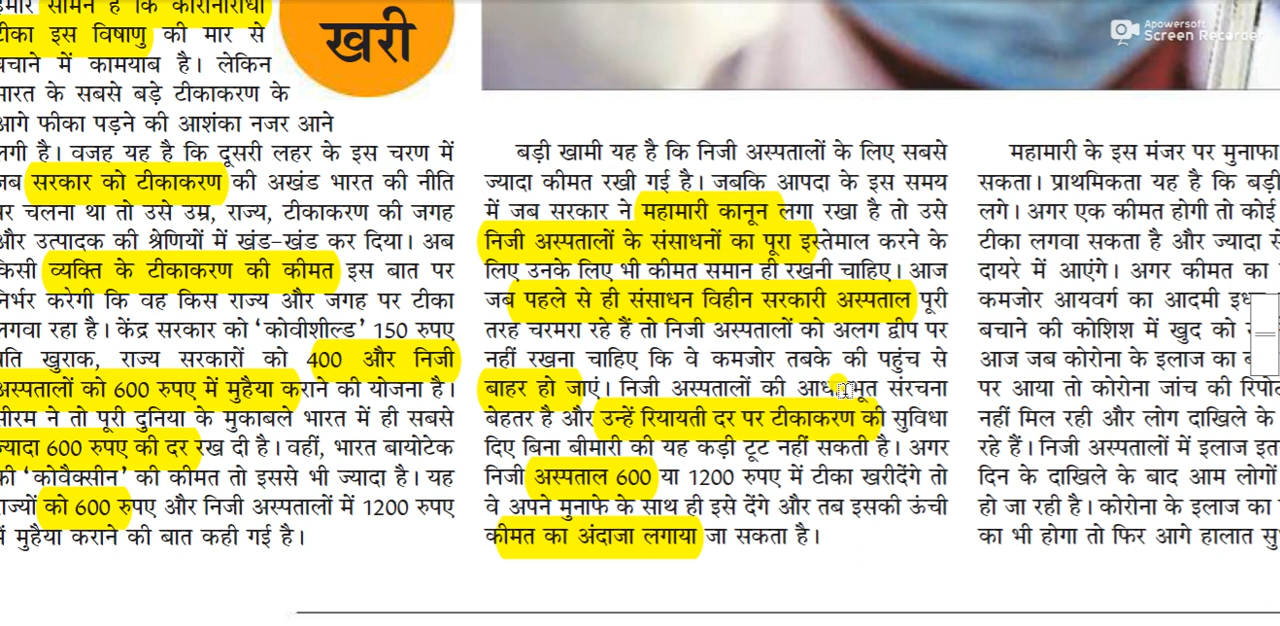 हमारे सामने है कि कोरोनारोधी
टीका इस विषाणु की मार से
बचाने में कामयाब है। लेकिन
भारत के सबसे बड़े टीकाकरण के
आगे फीका पड़ने की आशंका नजर आने
लगी है। वजह यह है कि दूसरी लहर के इस चरण में
जब सरकार को टीकाकरण की अखंड भारत की नीति
पर चलना था तो उसे उम्र, राज्य, टीकाकरण की जगह
और उत्पादक की श्रेणियों में खंड-खंड कर दिया। अब
किसी व्यक्ति के टीकाकरण की कीमत इस बात पर
निर्भर करेगी कि वह किस राज्य और जगह पर टीका
लगवा रहा है। केंद्र सरकार को ‘कोवीशील्ड’ 150 रुपए
प्रति खुराक, राज्य सरकारों को 400 और निजी
अस्पतालों को 600 रुपए में मुहैया कराने की योजना है।
सीरम ने तो पूरी दुनिया के मुकाबले भारत में ही सबसे
ज्यादा 600 रुपए की दर रख दी है। वहीं, भारत बायोटेक
की ‘कोवैक्सीन’ की कीमत तो इससे भी ज्यादा है। यह
राज्यों को 600 रुपए और निजी अस्पतालों में 1200 रुपए
में मुहैया कराने की बात कही गई है।
खरी
Apowersoft
Screen Recorder
बड़ी खामी यह है कि निजी अस्पतालों के लिए सबसे
ज्यादा कीमत रखी गई है। जबकि आपदा के इस समय
में जब सरकार ने महामारी कानून लगा रखा है तो उसे
निजी अस्पतालों के संसाधनों का पूरा इस्तेमाल करने के
लिए उनके लिए भी कीमत समान ही रखनी चाहिए। आज
जब पहले से ही संसाधन विहीन सरकारी अस्पताल पूरी
तरह चरमरा रहे हैं तो निजी अस्पतालों को अलग द्वीप पर
नहीं रखना चाहिए कि वे कमजोर तबके की पहुंच से
बाहर हो जाएं। निजी अस्पतालों की आधारभूत संरचना
बेहतर है और उन्हें रियायती दर पर टीकाकरण की सुविधा
दिए बिना बीमारी की यह कड़ी टूट नहीं सकती है। अगर
निजी अस्पताल 600 या 1200 रुपए में टीका खरीदेंगे तो
वे अपने मुनाफे के साथ ही इसे देंगे और तब इसकी ऊंची
कीमत का अंदाजा लगाया जा सकता है।
महामारी के इस मंजर पर मुनाफा
सकता। प्राथमिकता यह है कि बड़ी
लगे। अगर एक कीमत होगी तो कोई
टीका लगवा सकता है और ज्यादा से
दायरे में आएंगे। अगर कीमत का
कमजोर आयवर्ग का आदमी
बचाने की कोशिश में खुद को
आज जब कोरोना के इलाज का
पर आया तो कोरोना जांच की
नहीं मिल रही और लोग दाखिले के
रहे हैं। निजी अस्पतालों में इलाज
दिन के दाखिले के बाद आम लोगों
हो जा रही है। कोरोना के इलाज का
का भी होगा तो फिर आगे हालात